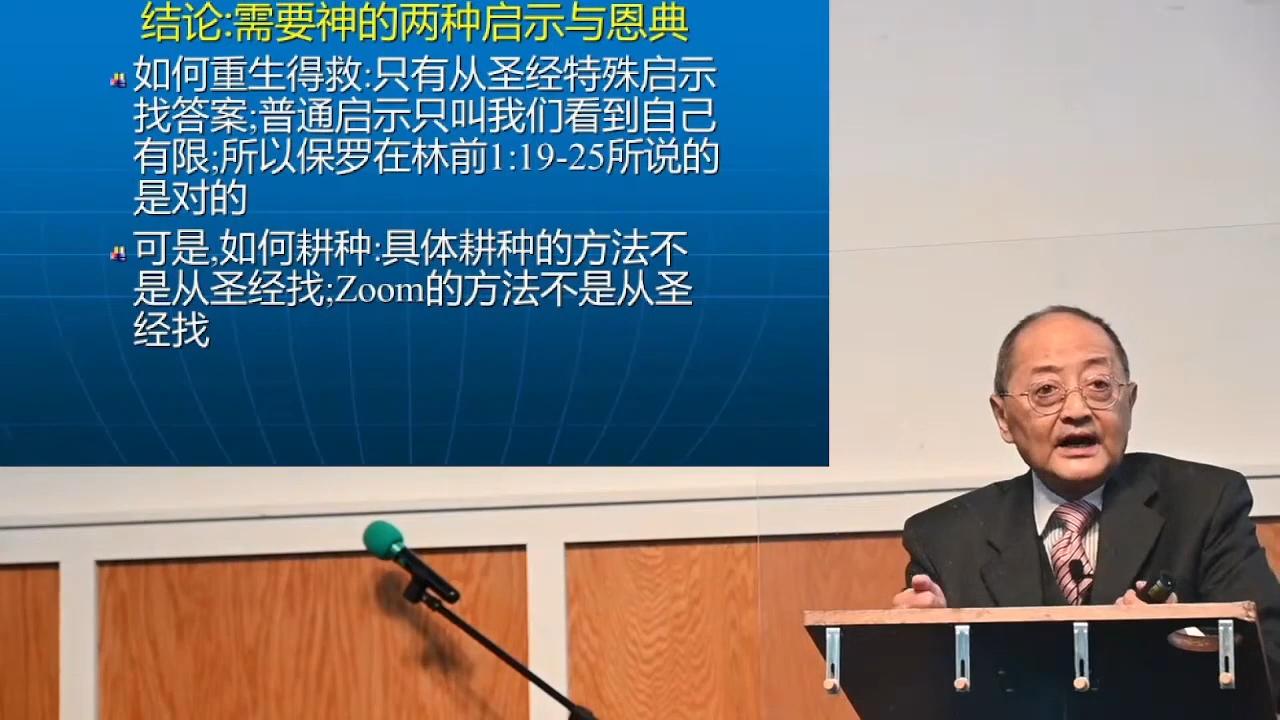 结论:需要神的两种启示与恩典
如何重生得救:只有从圣经特殊启示
找答案;普通启示只叫我们看到自己
有限;所以保罗在林前1:19-25所说的
是对的
可是,如何耕种:具体耕种的方法不
是从圣经找;Zoom的方法不是从圣
经找